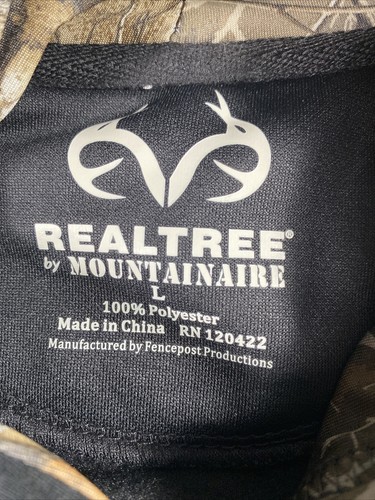 REALTREE®
by MOUNTAINAIRE
L
100% Polyester
Made in China RN 120422
Manufactured by Fencepost Productions